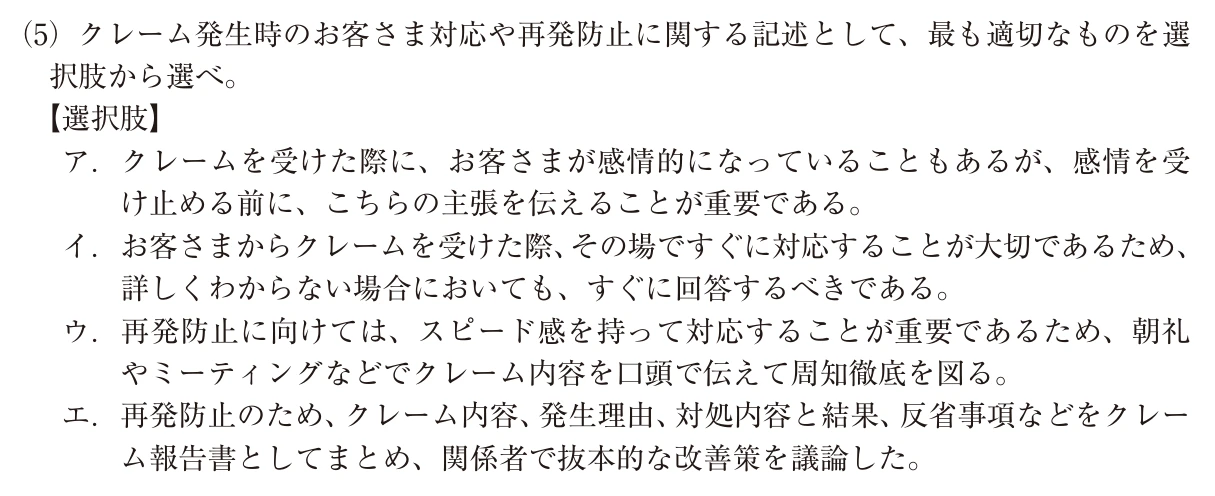 (5) クレーム発生時のお客さま対応や再発防止に関する記述として、最も適切なものを選
択肢から選べ。
【選択肢】
ア．クレームを受けた際に、お客さまが感情的になっていることもあるが、感情を受
け止める前に、こちらの主張を伝えることが重要である。
イ．お客さまからクレームを受けた際、その場ですぐに対応することが大切であるため、
詳しくわからない場合においても、すぐに回答するべきである。
ウ．再発防止に向けては、スピード感を持って対応することが重要であるため、朝礼
やミーティングなどでクレーム内容を口頭で伝えて周知徹底を図る。
エ．再発防止のため、クレーム内容、発生理由、対処内容と結果、反省事項などをクレー
ム報告書としてまとめ、関係者で抜本的な改善策を議論した。